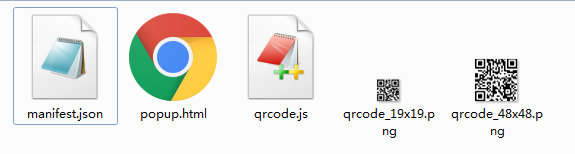 manifest.json
popup.html
qrcode.js
qrcode_19x19.p
ng
qrcode_48x48.p
ng